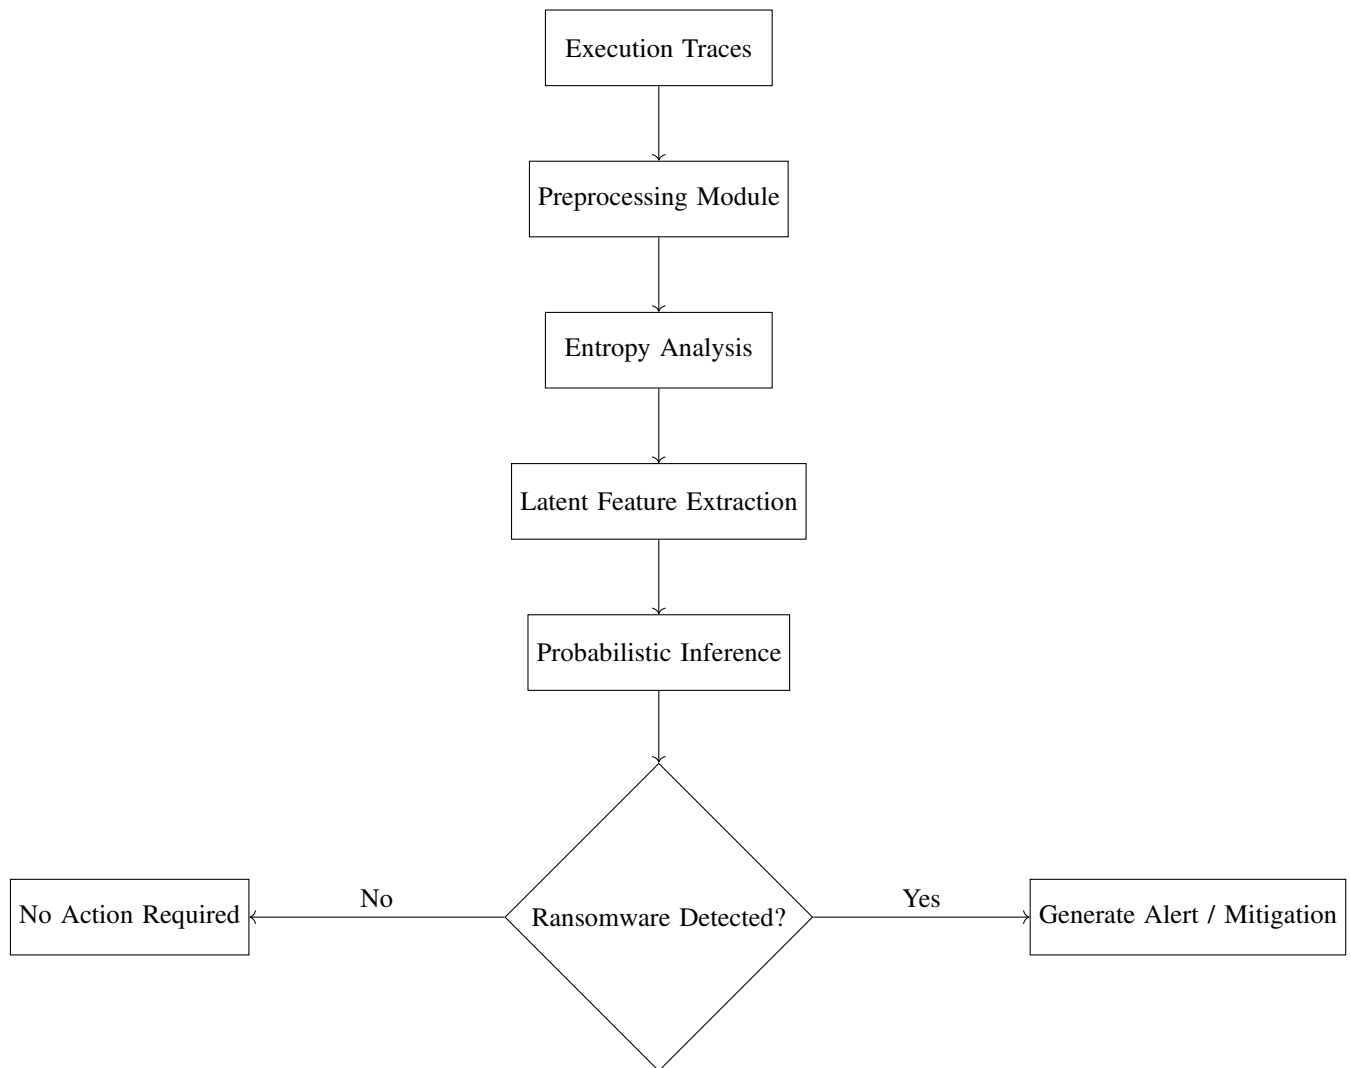 Execution Traces
Preprocessing Module
Entropy Analysis
Latent Feature Extraction
Probabilistic Inference
No
Yes
No Action Required
Ransomware Detected?
Generate Alert / Mitigation